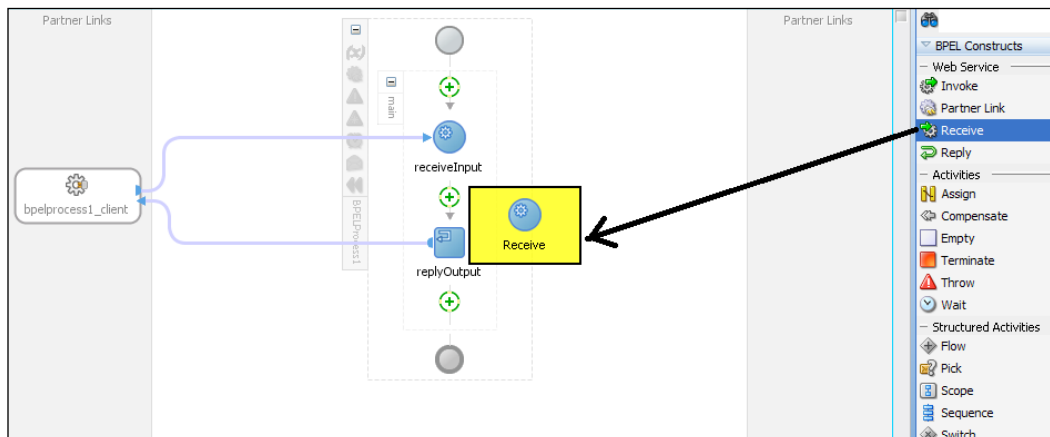 Partner Links
Partner Links
BPEL Constructs
Web Service
Invoke
Partner Link
Receive
Reply
Activities
Assign
Compensate
Empty
Terminate
Throw
Wait
Structured Activities
Flow
Pick
Scope
Sequence
Switch
(x)
main
receiveInput
bpelprocess1_client
BPELProcess1
Receive
replyOutput